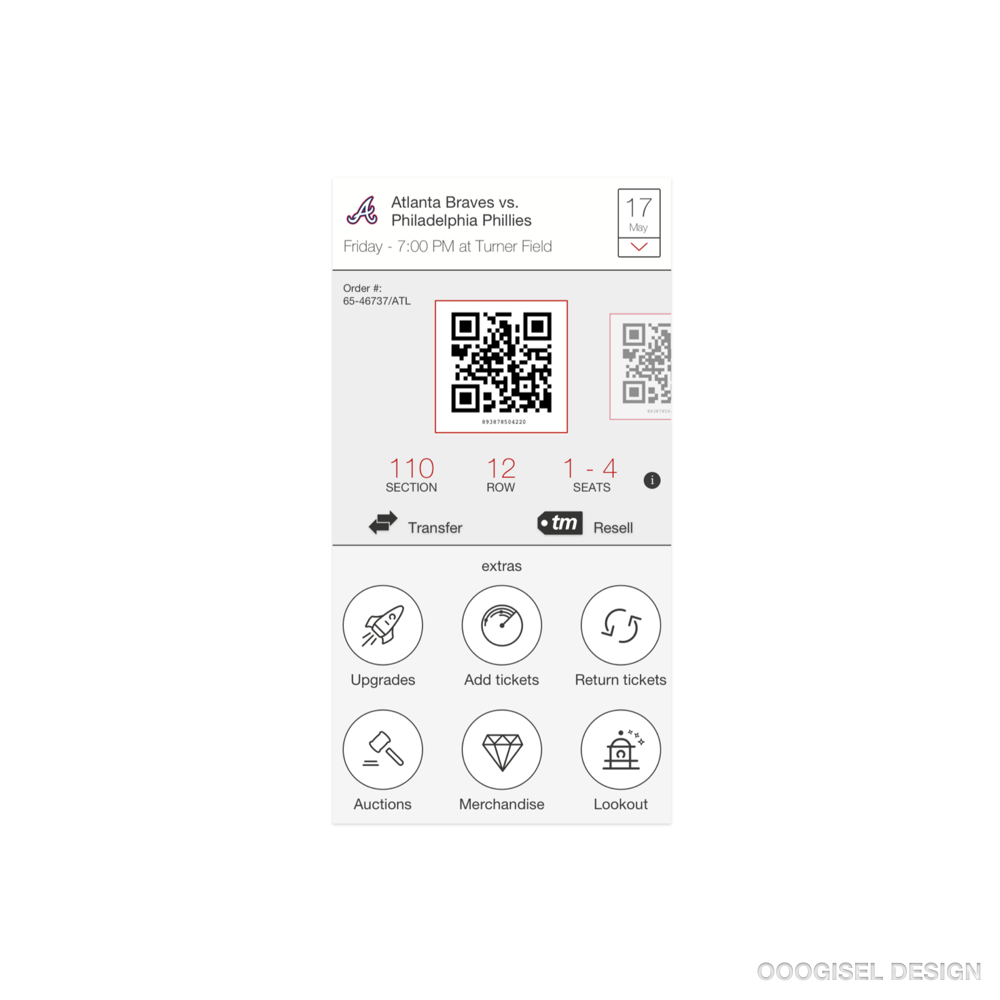 Atlanta Braves vs.
Philadelphia Phillies
Friday - 7:00 PM at Turner Field
17
May
Order #:
65-46737/ATL
893878504220
110
SECTION
12
ROW
1 - 4
SEATS
i
Transfer
tm
Resell
extras
Upgrades
Add tickets
Return tickets
Auctions
Merchandise
Lookout
OOOGISEL DESIGN